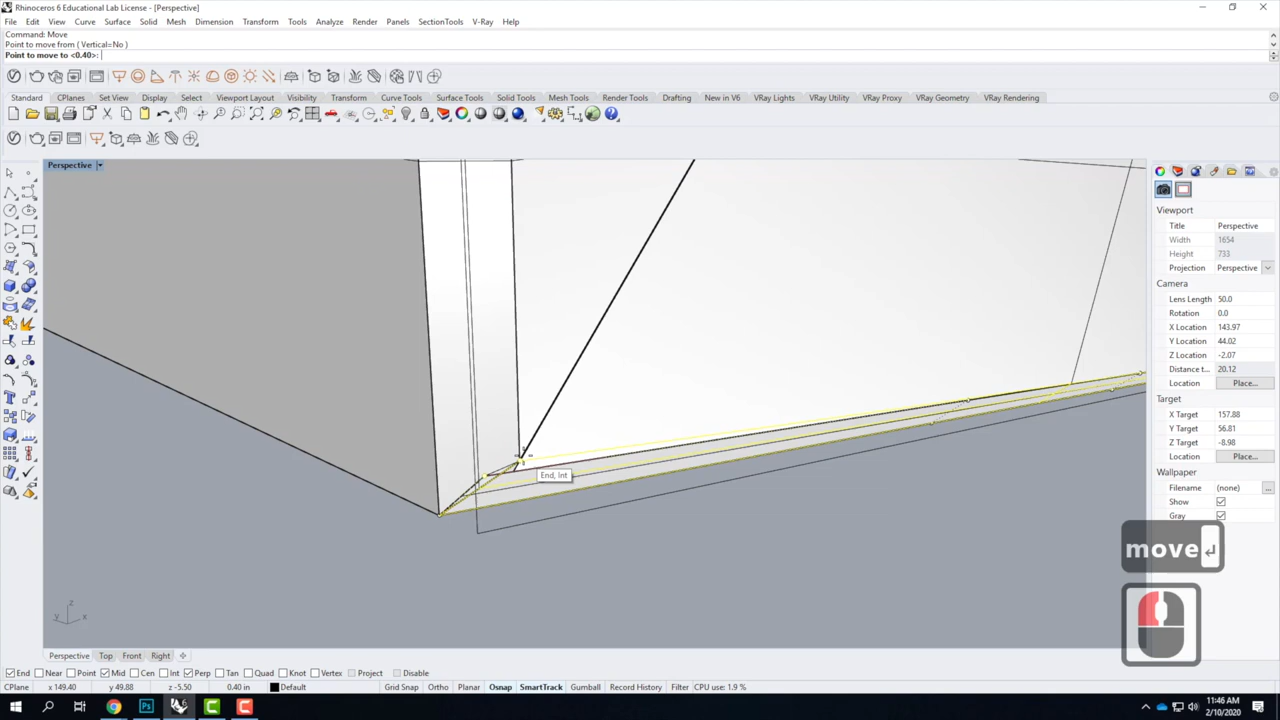 Rhinoceros 6 Educational Lab License - [Perspective]
File Edit View Curve Surface Solid Mesh Dimension Transform Tools Analyze Render Panels SectionTools V-Ray Help
Command: Move
Point to move from ( Vertical=No )
Point to move to <0.40>:
Standard CPlanes Set View Display Select Viewport Layout Visibility Transform Curve Tools Surface Tools Solid Tools Mesh Tools Render Tools Drafting New in V6 VRay Lights VRay Utility VRay Proxy VRay Geometry VRay Rendering
Perspective
Viewport
Title Perspective
Width 1654
Height 733
Projection Perspective
Camera
Lens Length 50.0
Rotation 0.0
X Location 143.97
Y Location 44.02
Z Location -2.07
Distance t... 20.12
Location Place...
Target
X Target 157.88
Y Target 56.81
Z Target -8.98
Location Place...
Wallpaper
Filename (none) ...
Show
Gray
End, Int
move
z
y x
Perspective Top Front Right
End Near Point Mid Cen Int Perp Tan Quad Knot Vertex Project Disable
CPlane x 149.40 y 49.88 z -5.50 0.40 in Default Grid Snap Ortho Planar Osnap SmartTrack Gumball Record History Filter CPU use: 1.9 %
11:46 AM
2/10/2020